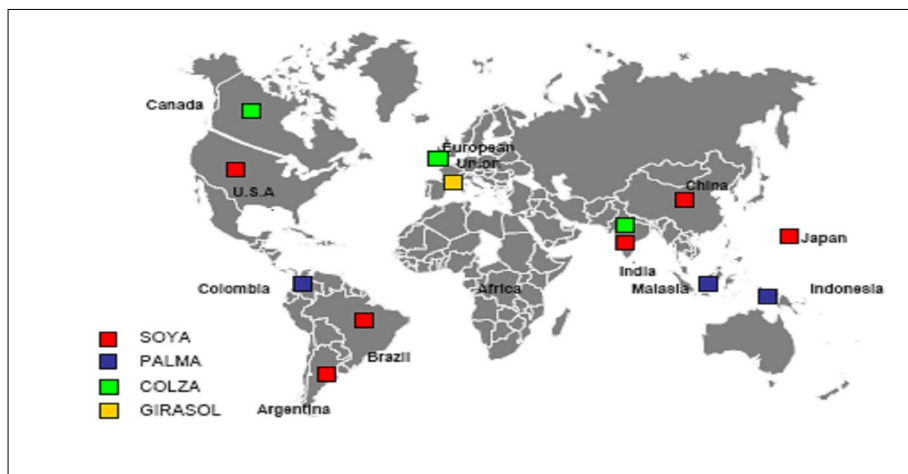 Canada
European
Union
U.S.A
China
Japan
India
Colombia
Africa
Malasia
Indonesia
Brazil
Argentina
SOYA
PALMA
COLZA
GIRASOL